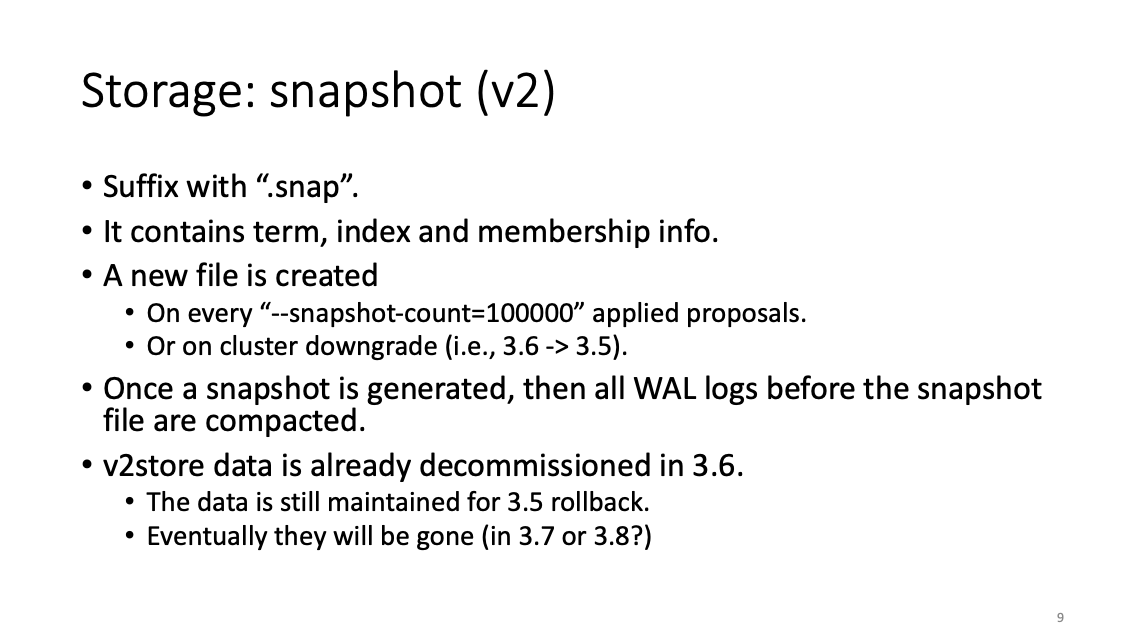 Storage: snapshot (v2)
• Suffix with “.snap”.
• It contains term, index and membership info.
• A new file is created
• On every “--snapshot-count=100000” applied proposals.
• Or on cluster downgrade (i.e., 3.6 -> 3.5).
• Once a snapshot is generated, then all WAL logs before the snapshot
file are compacted.
• v2store data is already decommissioned in 3.6.
• The data is still maintained for 3.5 rollback.
• Eventually they will be gone (in 3.7 or 3.8?)
9